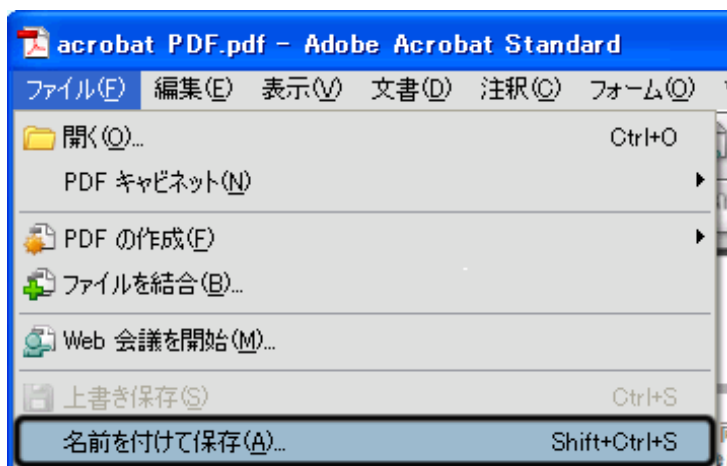 acrobat PDF.pdf - Adobe Acrobat Standard
ファイル(F) 編集(E) 表示(V) 文書(D) 注釈(C) フォーム(O)
開く(O)... Ctrl+O
PDF キャビネット(N)
PDF の作成(F)
ファイルを結合(B)...
Web 会議を開始(M)...
上書き保存(S) Ctrl+S
名前を付けて保存(A)... Shift+Ctrl+S